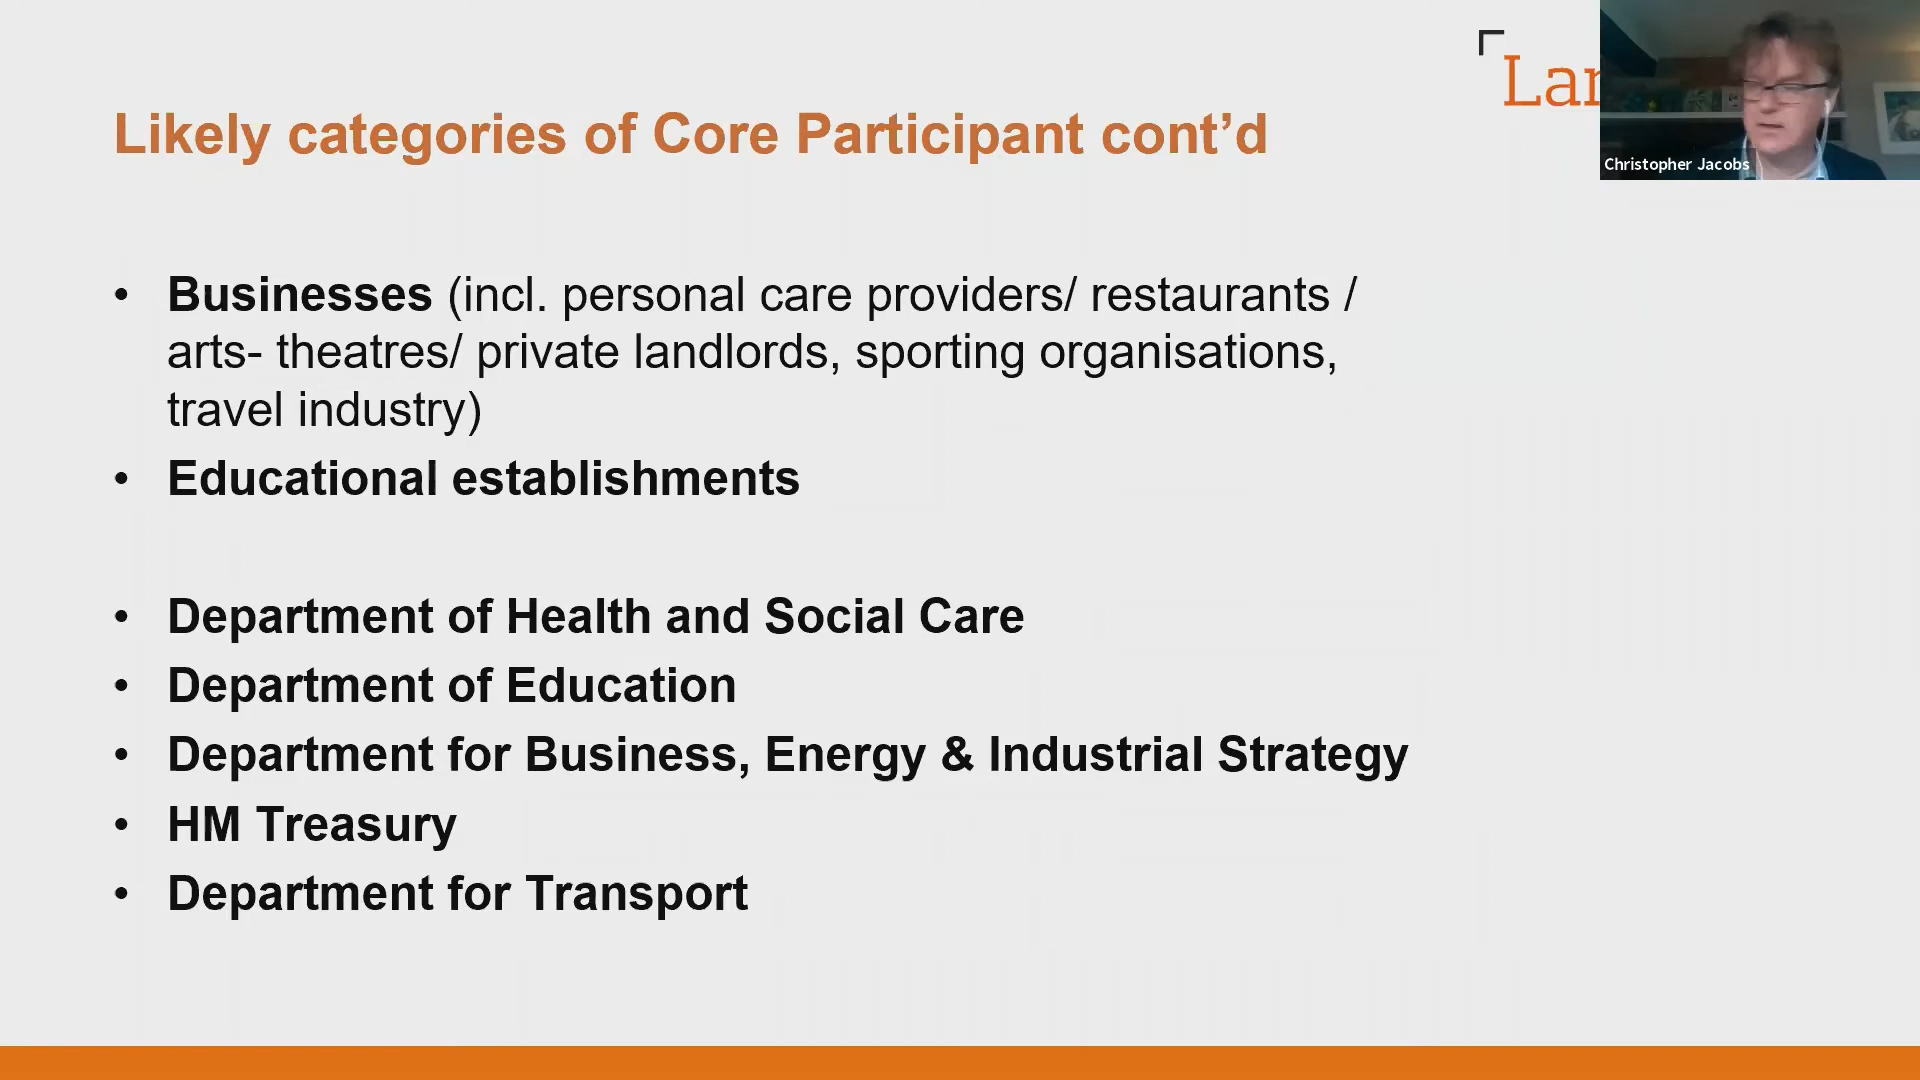 Lar
Christopher Jacobs
Likely categories of Core Participant cont’d
• Businesses (incl. personal care providers/ restaurants /
arts- theatres/ private landlords, sporting organisations,
travel industry)
• Educational establishments
• Department of Health and Social Care
• Department of Education
• Department for Business, Energy & Industrial Strategy
• HM Treasury
• Department for Transport